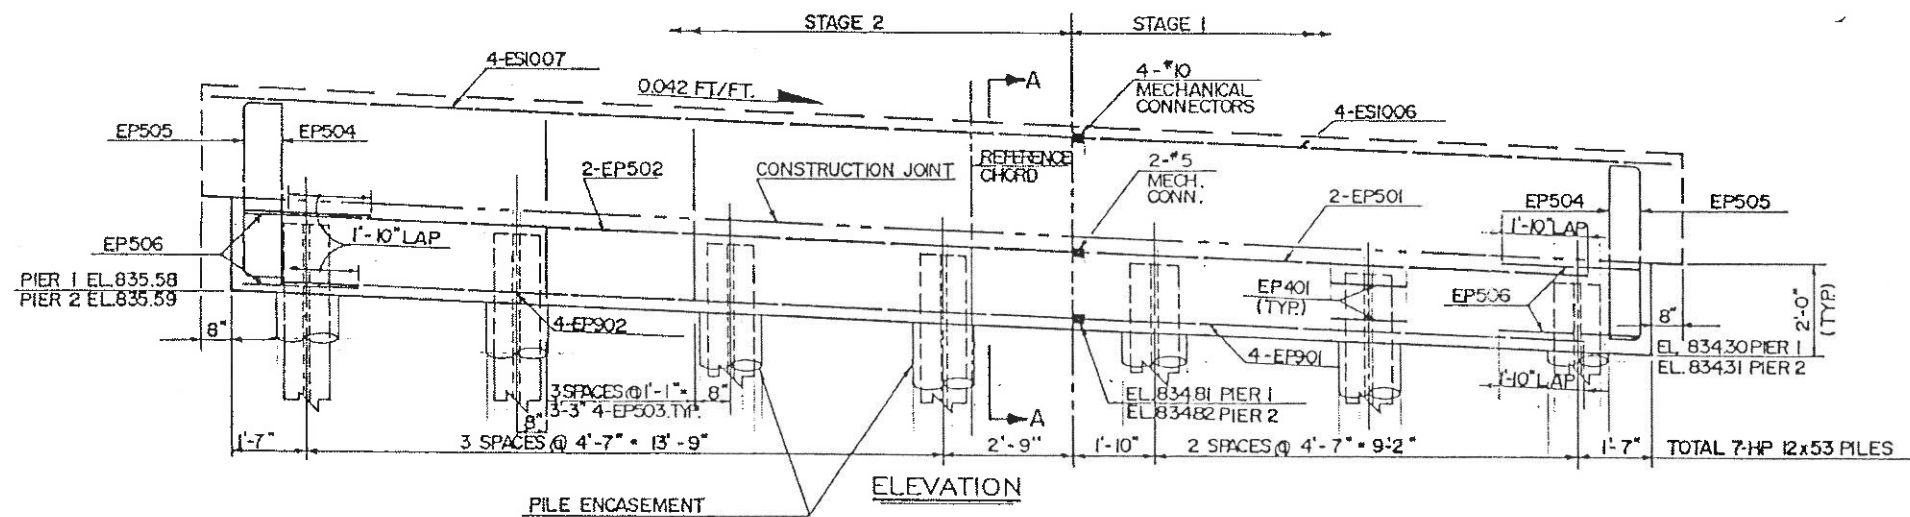 STAGE 2
STAGE 1
4-ES1007
0.042 FT/FT.
A
4-#10
MECHANICAL
CONNECTORS
4-ES1006
EP505
EP504
2-EP502
CONSTRUCTION JOINT
REFERENCE
CHORD
2-#5
MECH.
CONN.
2-EP501
EP504
EP505
1'-10" LAP
EP506
1'-10" LAP
PIER 1 EL.835.58
PIER 2 EL.835.59
EP401
(TYP.)
EP506
8"
4-EP902
8"
2'-0"
(TYP.)
4-EP901
EL. 834.30 PIER 1
EL. 834.31 PIER 2
3 SPACES @ 1'-1" =
3'-3" 4-EP503 TYP.
8"
8"
1'-10" LAP
EL. 834.81 PIER 1
EL. 834.82 PIER 2
A
1'-7"
3 SPACES @ 4'-7" = 13'-9"
2'-9"
1'-10"
2 SPACES @ 4'-7" = 9'-2"
1'-7"
TOTAL 7-HP 12x53 PILES
ELEVATION
PILE ENCASEMENT